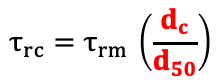 τrc = τrm (dc/d50)